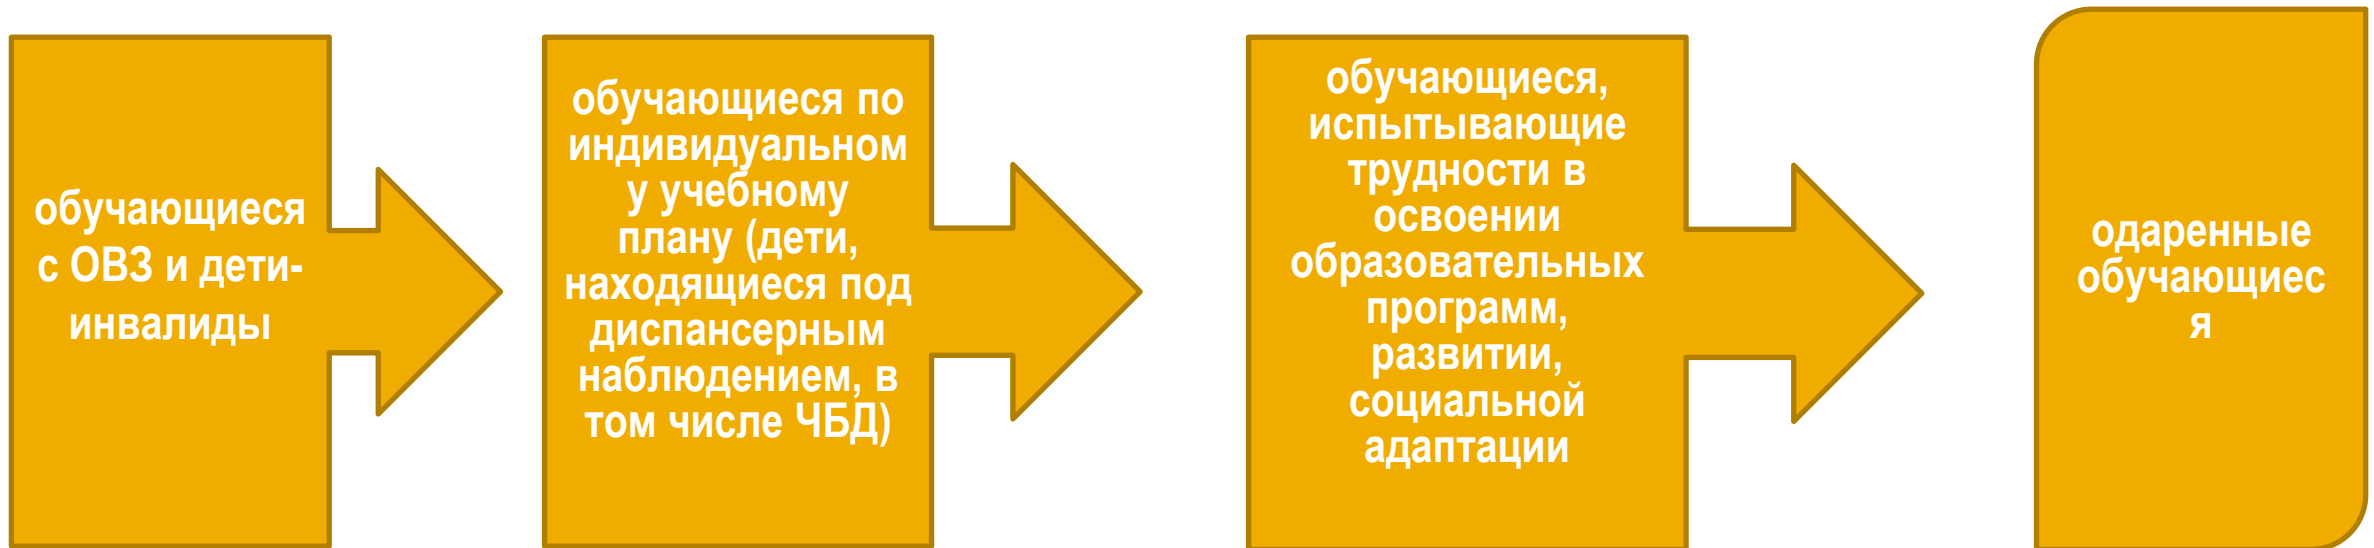 обучающиеся
с ОВЗ и дети-
инвалиды
обучающиеся по
индивидуальном
у учебному
плану (дети,
находящиеся под
диспансерным
наблюдением, в
том числе ЧБД)
обучающиеся,
испытывающие
трудности в
освоении
образовательных
программ,
развитии,
социальной
адаптации
одаренные
обучающиес
я